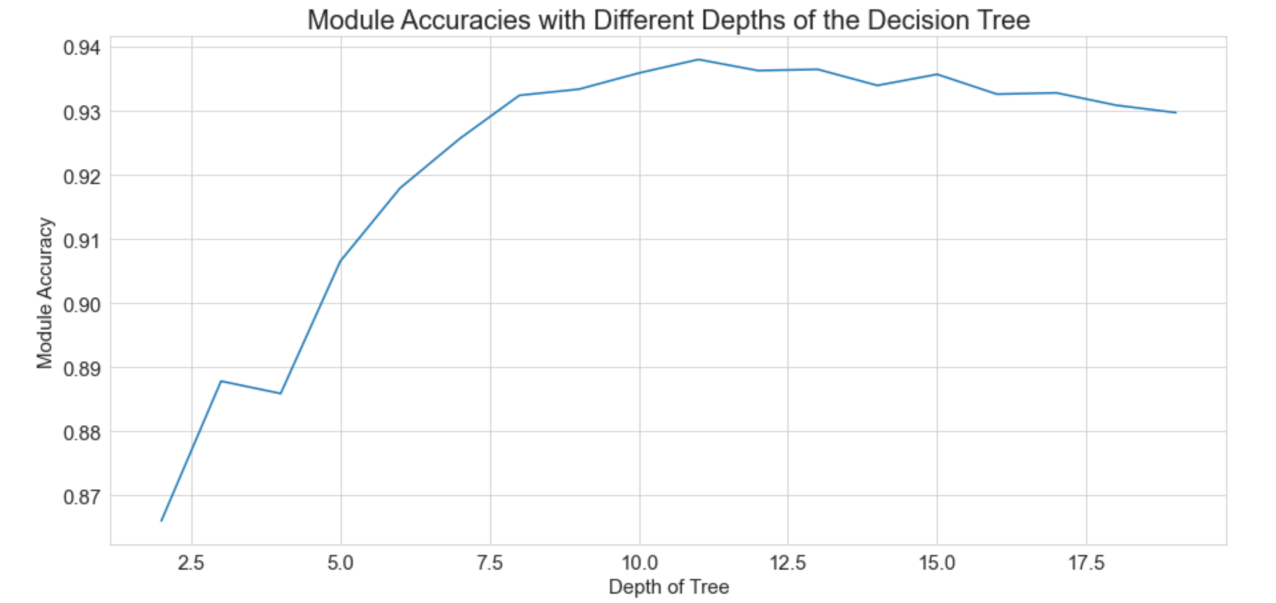 Module Accuracies with Different Depths of the Decision Tree
0.94
0.93
0.92
0.91
0.90
0.89
0.88
0.87
Module Accuracy
2.5 5.0 7.5 10.0 12.5 15.0 17.5
Depth of Tree